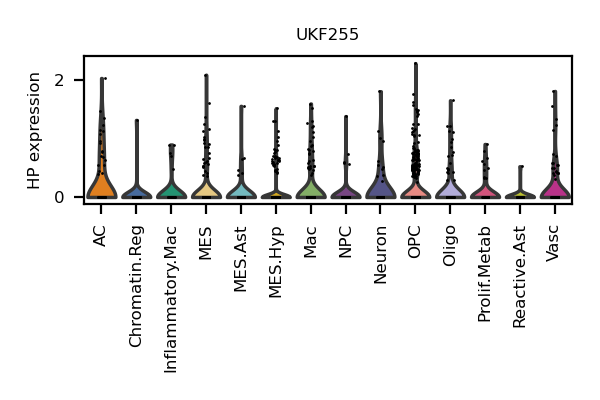 UKF255
HP expression
2
0
AC
Chromatin.Reg
Inflammatory.Mac
MES
MES.Ast
MES.Hyp
Mac
NPC
Neuron
OPC
Oligo
Prolif.Metab
Reactive.Ast
Vasc